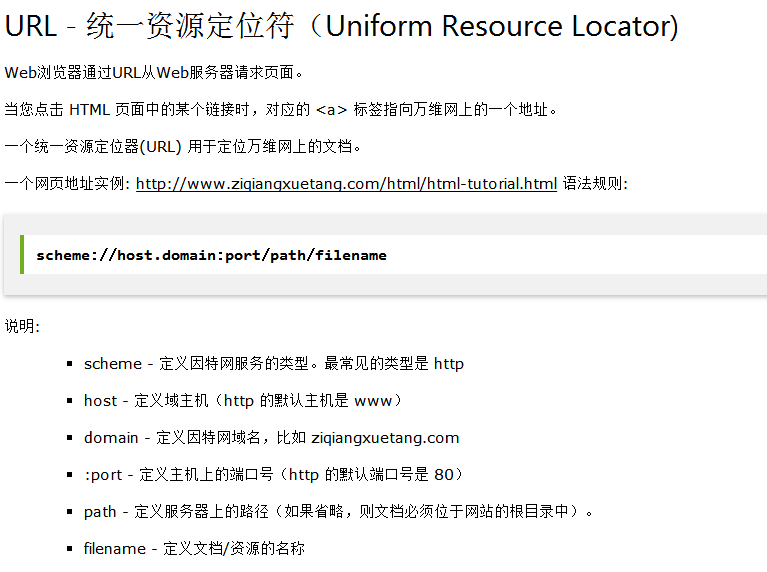 URL - 统一资源定位符（Uniform Resource Locator)
Web浏览器通过URL从Web服务器请求页面。
当您点击 HTML 页面中的某个链接时，对应的 <a> 标签指向万维网上的一个地址。
一个统一资源定位器(URL) 用于定位万维网上的文档。
一个网页地址实例: http://www.ziqiangxuetang.com/html/html-tutorial.html 语法规则:
scheme://host.domain:port/path/filename
说明:
▪ scheme - 定义因特网服务的类型。最常见的类型是 http
▪ host - 定义域主机（http 的默认主机是 www）
▪ domain - 定义因特网域名，比如 ziqiangxuetang.com
▪ :port - 定义主机上的端口号（http 的默认端口号是 80）
▪ path - 定义服务器上的路径（如果省略，则文档必须位于网站的根目录中）。
▪ filename - 定义文档/资源的名称